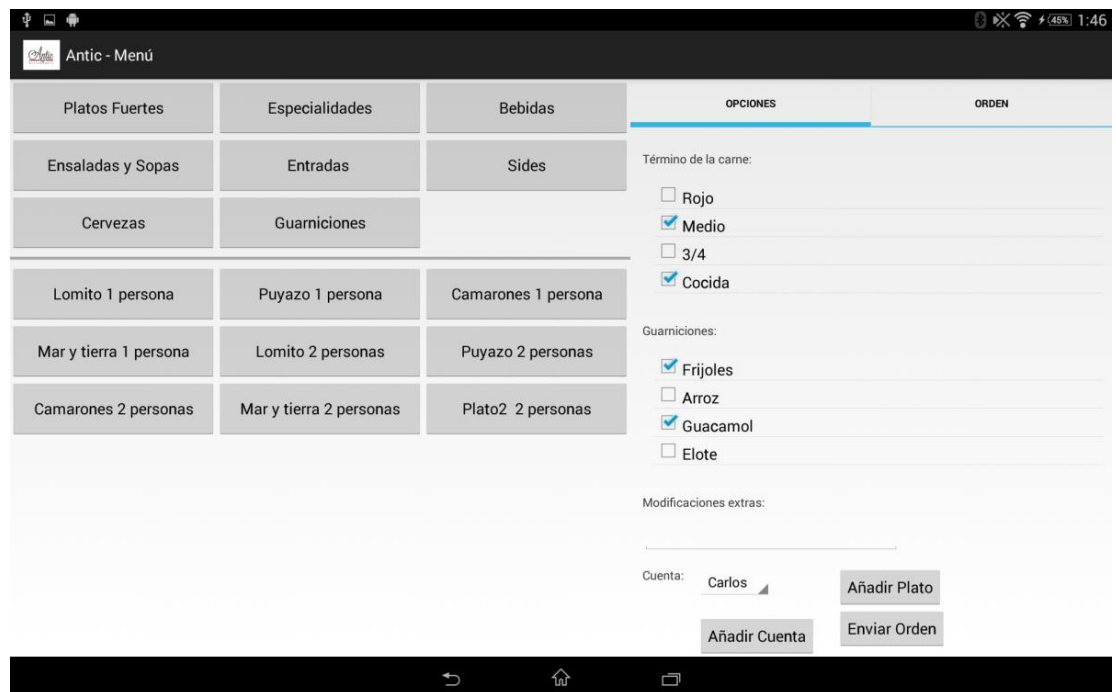 45% 1:46
Antic Antic - Menú
Platos Fuertes Especialidades Bebidas
Ensaladas y Sopas Entradas Sides
Cervezas Guarniciones
Lomito 1 persona Puyazo 1 persona Camarones 1 persona
Mar y tierra 1 persona Lomito 2 personas Puyazo 2 personas
Camarones 2 personas Mar y tierra 2 personas Plato2 2 personas
OPCIONES ORDEN
Término de la carne:
Rojo
Medio
3/4
Cocida
Guarniciones:
Frijoles
Arroz
Guacamol
Elote
Modificaciones extras:
Cuenta: Carlos Añadir Plato
Añadir Cuenta Enviar Orden